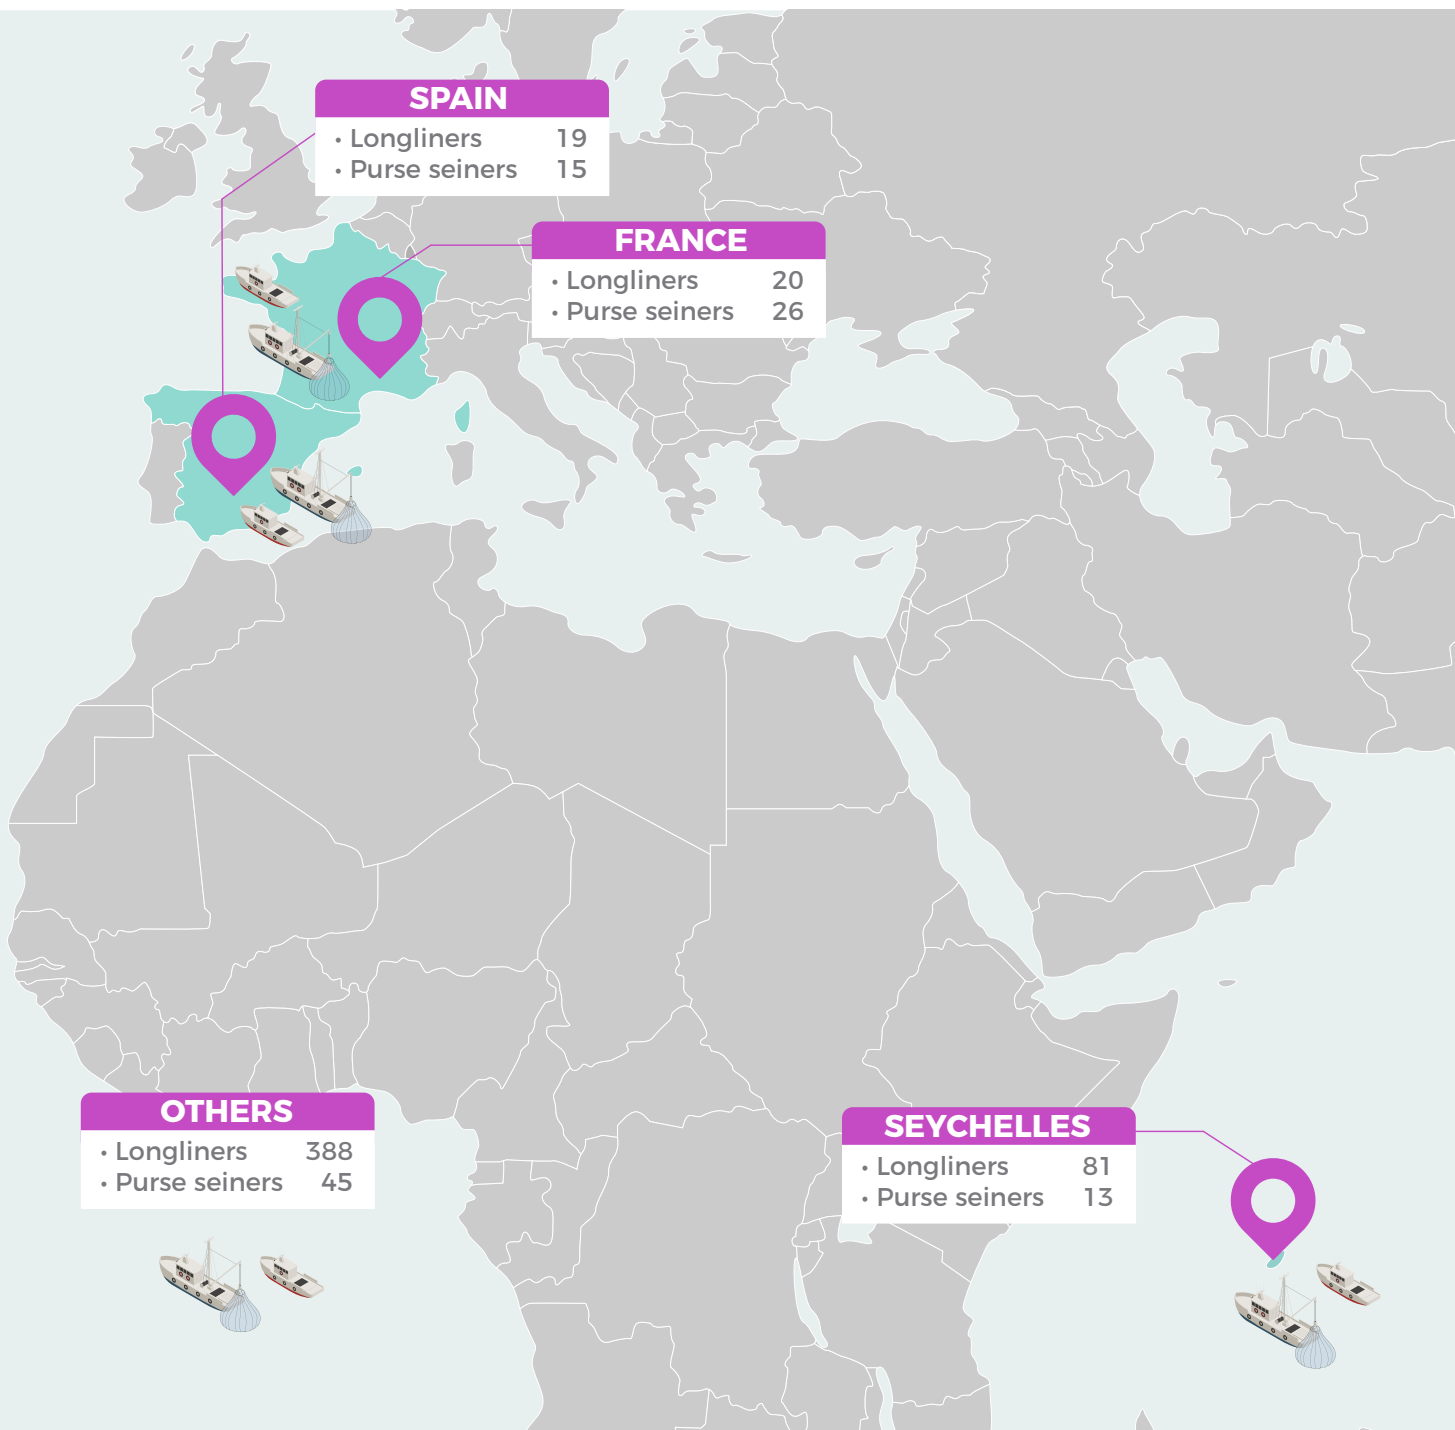 SPAIN
• Longliners 19
• Purse seiners 15
FRANCE
• Longliners 20
• Purse seiners 26
OTHERS
• Longliners 388
• Purse seiners 45
SEYCHELLES
• Longliners 81
• Purse seiners 13